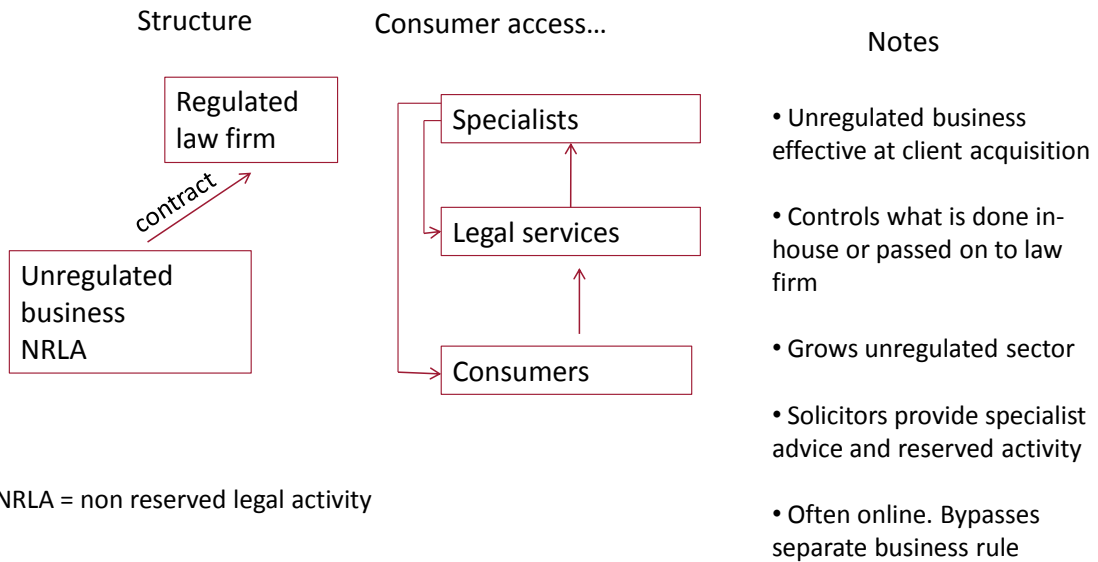 Structure
Consumer access…
Notes
Regulated
law firm
contract
Unregulated
business
NRLA
Specialists
Legal services
Consumers
• Unregulated business
effective at client acquisition
• Controls what is done in-
house or passed on to law
firm
• Grows unregulated sector
• Solicitors provide specialist
advice and reserved activity
• Often online. Bypasses
separate business rule
NRLA = non reserved legal activity